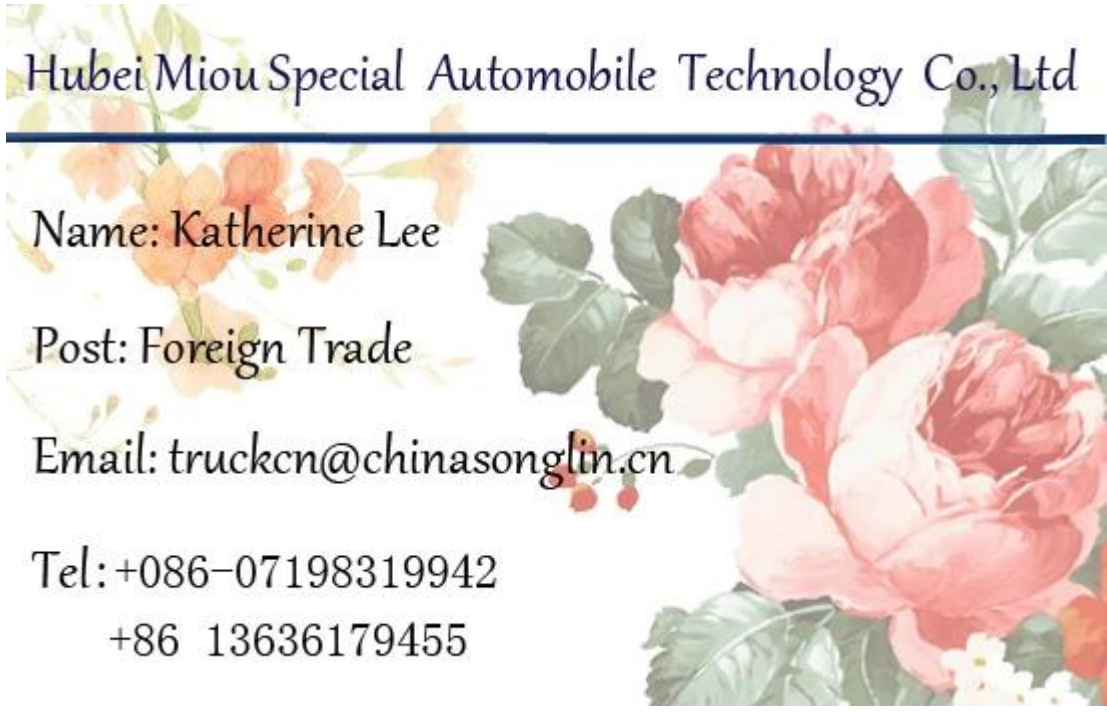 Hubei Miou Special Automobile Technology Co., Ltd
Name: Katherine Lee
Post: Foreign Trade
Email: truckcn@chinasonglin.cn
Tel: +086-07198319942
+86 13636179455